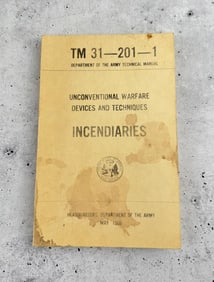 TM 31—201—1
DEPARTMENT OF THE ARMY TECHNICAL MANUAL
UNCONVENTIONAL WARFARE
DEVICES AND TECHNIQUES
INCENDIARIES
HEADQUARTERS, DEPARTMENT OF THE ARMY
MAY 1966